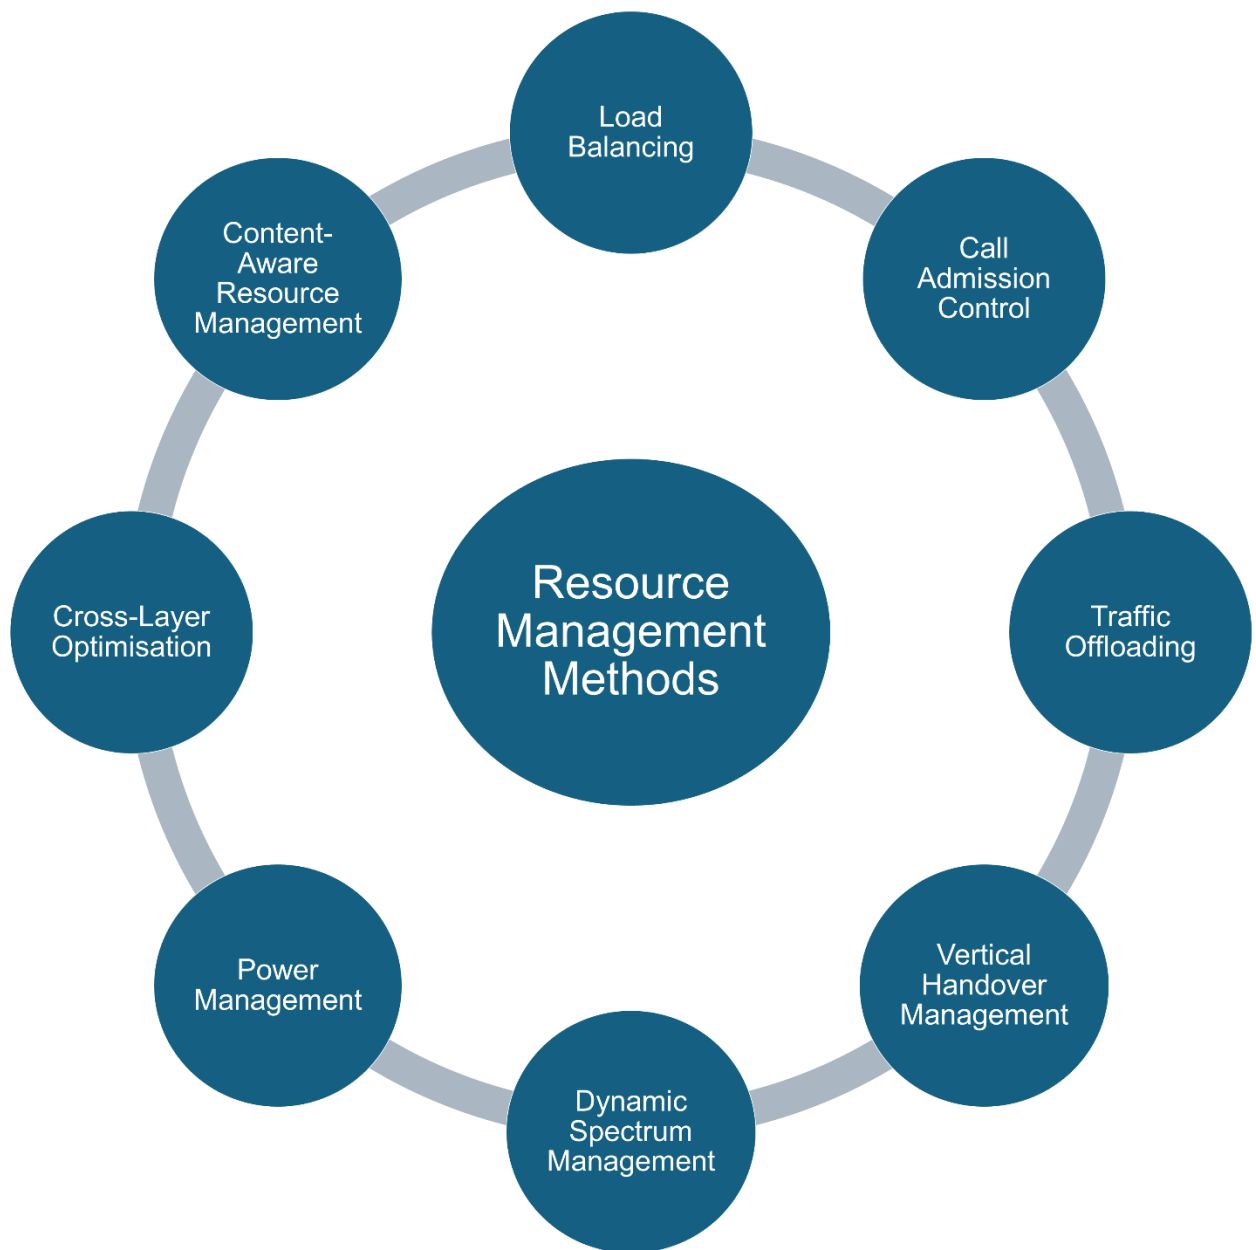 Load
Balancing
Call
Admission
Control
Traffic
Offloading
Vertical
Handover
Management
Dynamic
Spectrum
Management
Power
Management
Cross-Layer
Optimisation
Content-
Aware
Resource
Management
Resource
Management
Methods